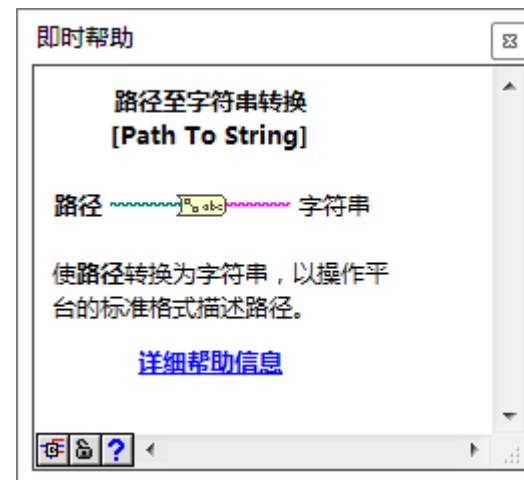 即时帮助
路径至字符串转换
[Path To String]
路径 abc 字符串
使路径转换为字符串，以操作平
台的标准格式描述路径。
详细帮助信息
?